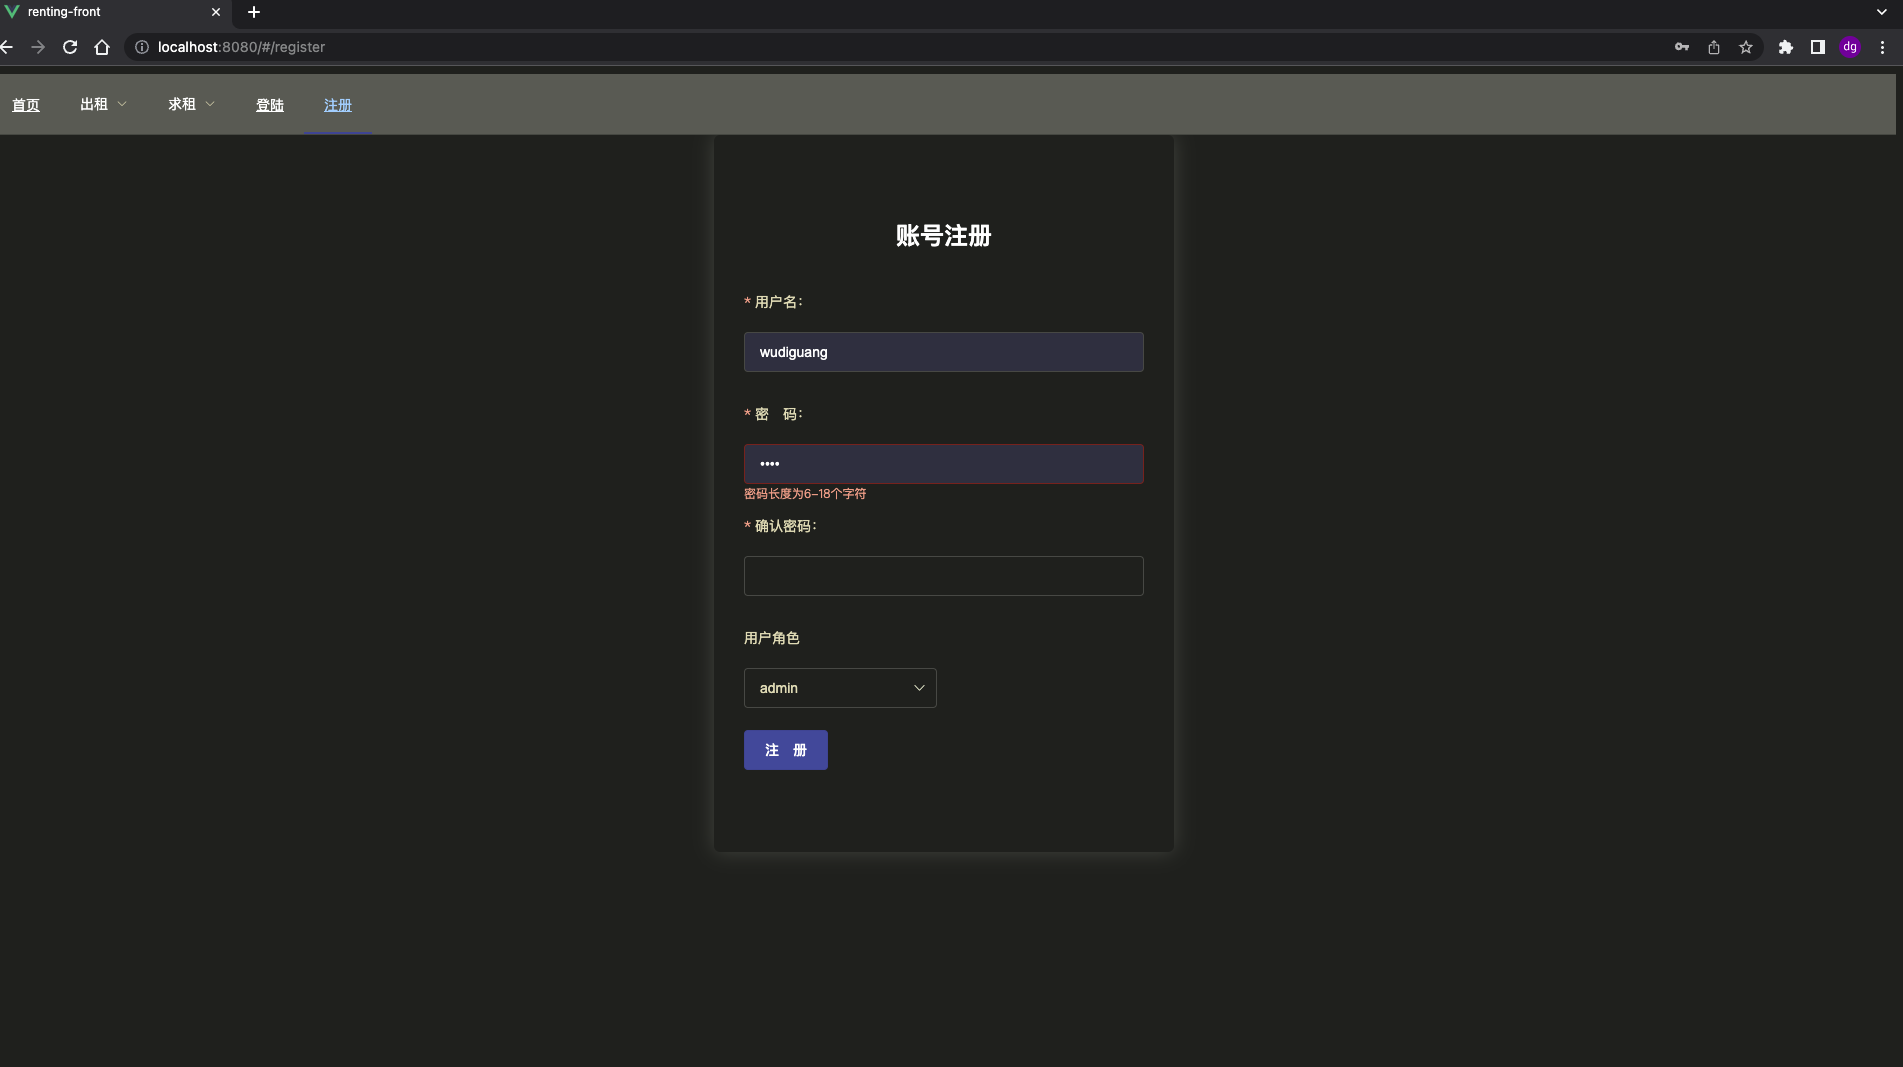 renting-front
localhost:8080/#/register
dg
首页 出租 求租 登陆 注册
账号注册
* 用户名：
wudiguang
* 密　码：
••••
密码长度为6-18个字符
* 确认密码：
用户角色
admin
注　册